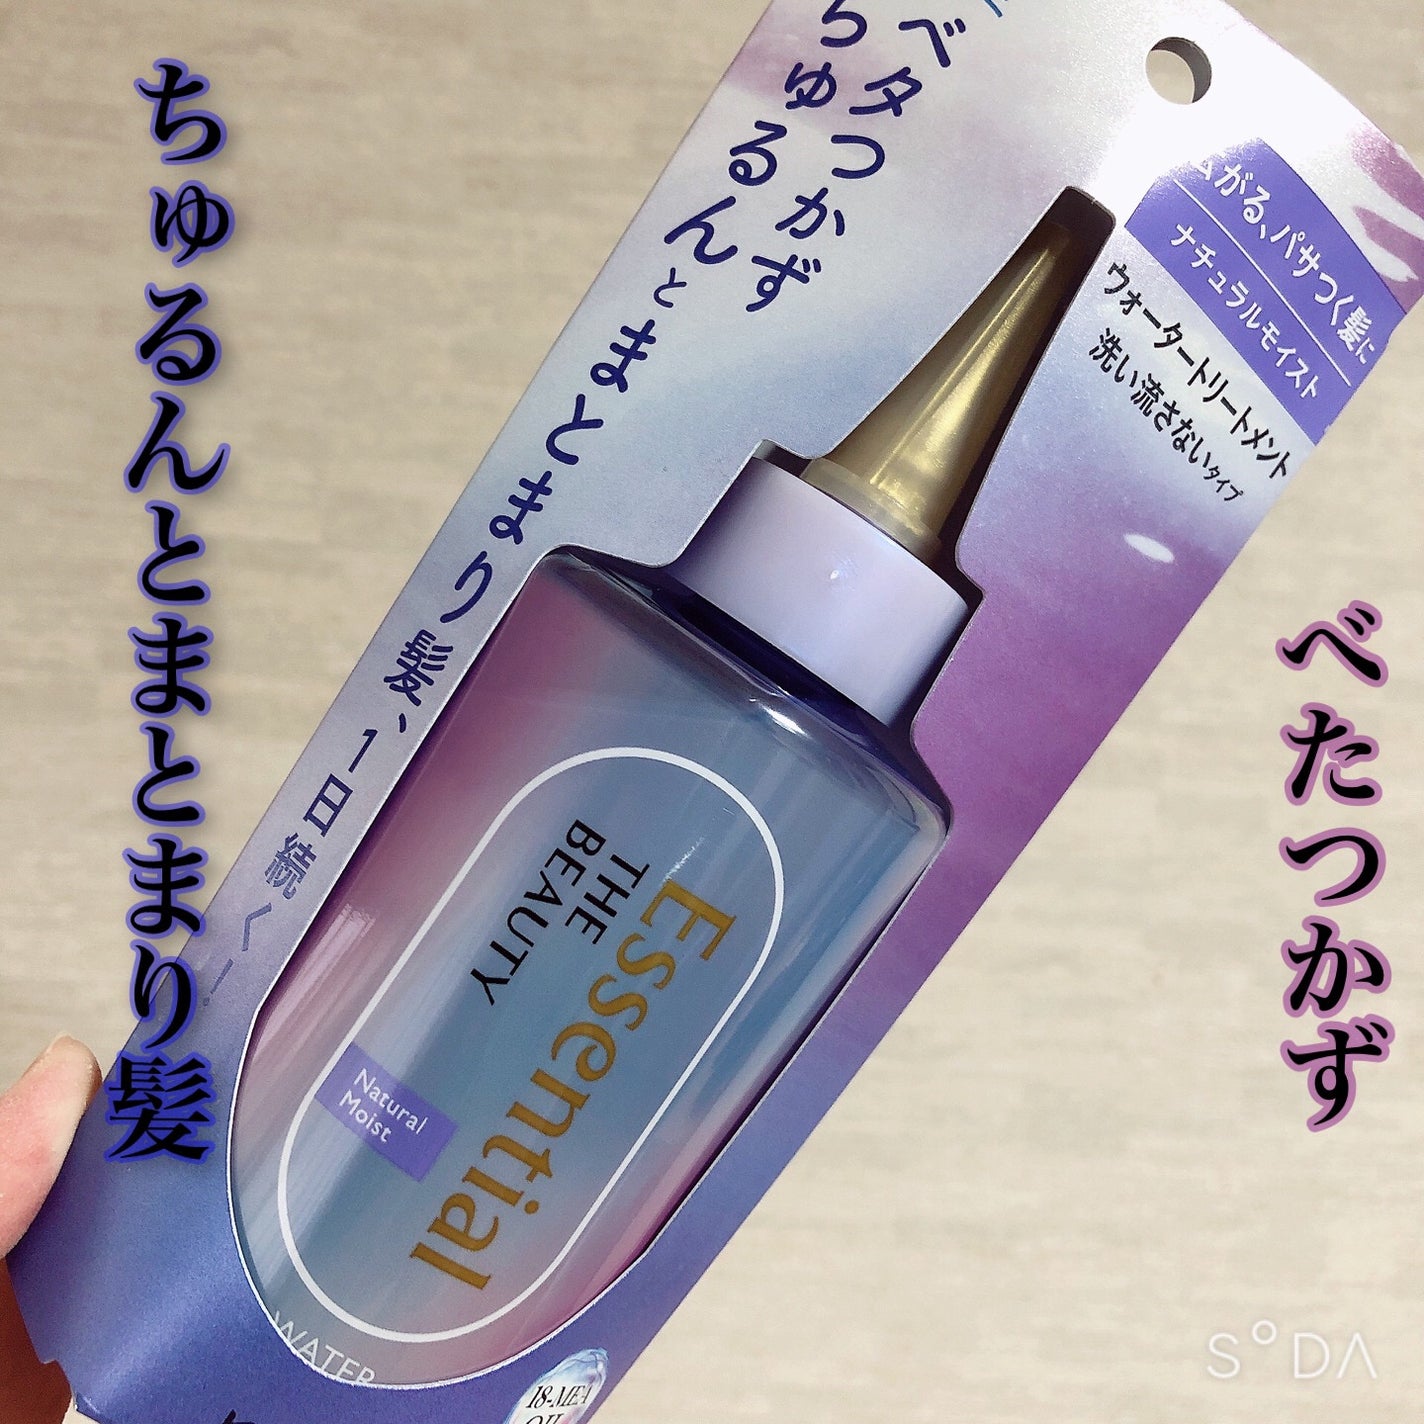 べたつかず
ちゅるんとまとまり髪
ベタつかず
ちゅるんとまとまり髪、1日続く!
パサつく髪に
ナチュラルモイスト
ウォータートリートメント
洗い流さないタイプ
Essential
THE
BEAUTY
Natural
Moist
WATER
18-MEA
OIL
SODA